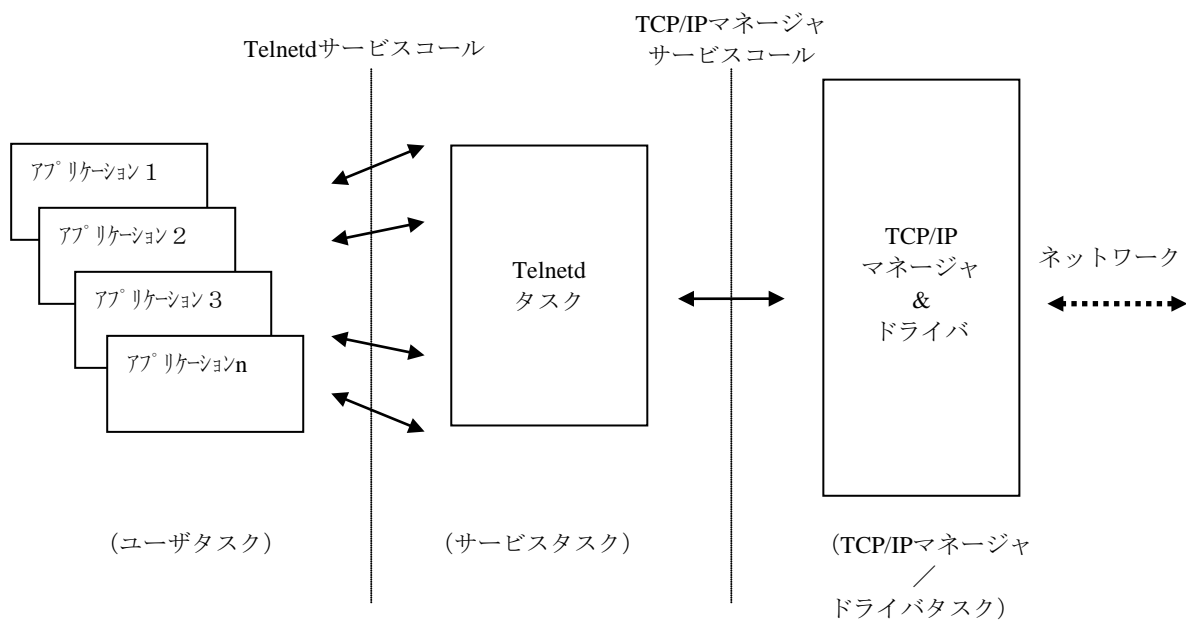 Telnetdサービスコール
TCP/IPマネージャ
サービスコール
ｱﾌﾟﾘｹｰｼｮﾝ１
ｱﾌﾟﾘｹｰｼｮﾝ２
ｱﾌﾟﾘｹｰｼｮﾝ３
ｱﾌﾟﾘｹｰｼｮﾝn
Telnetd
タスク
TCP/IP
マネージャ
&
ドライバ
ネットワーク
（ユーザタスク）
（サービスタスク）
（TCP/IPマネージャ
／
ドライバタスク）